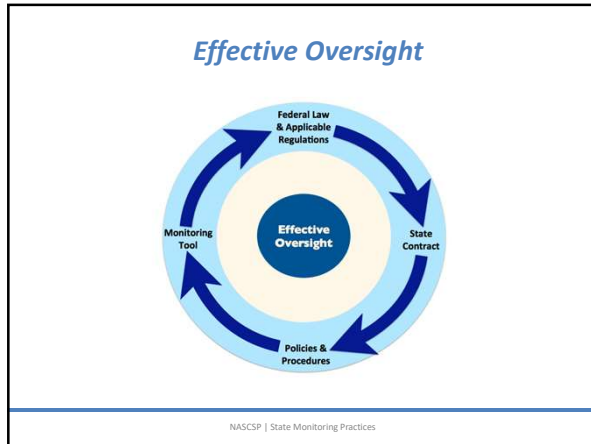 Effective Oversight
Federal Law
& Applicable
Regulations
Monitoring
Tool
Effective
Oversight
State
Contract
Policies &
Procedures
NASCSP | State Monitoring Practices